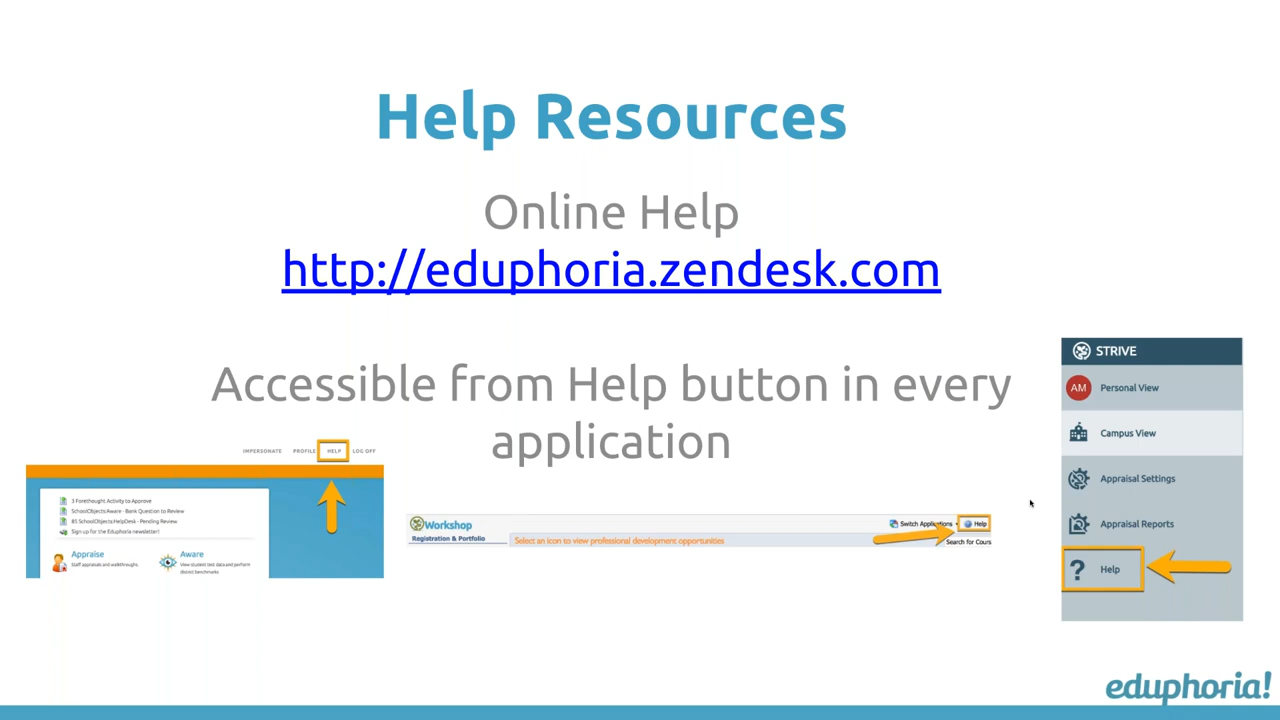 Help Resources
Online Help
http://eduphoria.zendesk.com
Accessible from Help button in every
application
IMPERSONATE PROFILE HELP LOG OFF
3 Forethought Activity to Approve
SchoolObjects:Aware - Bank Question to Review
85 SchoolObjects:HelpDesk - Pending Review
Sign up for the Eduphoria newsletter!
Appraise
Staff appraisals and walkthroughs.
Aware
View student test data and perform
district benchmarks
Workshop
Switch Applications
Help
Registration & Portfolio
Select an icon to view professional development opportunities
Search for Cours
STRIVE
AM Personal View
Campus View
Appraisal Settings
Appraisal Reports
? Help
eduphoria!